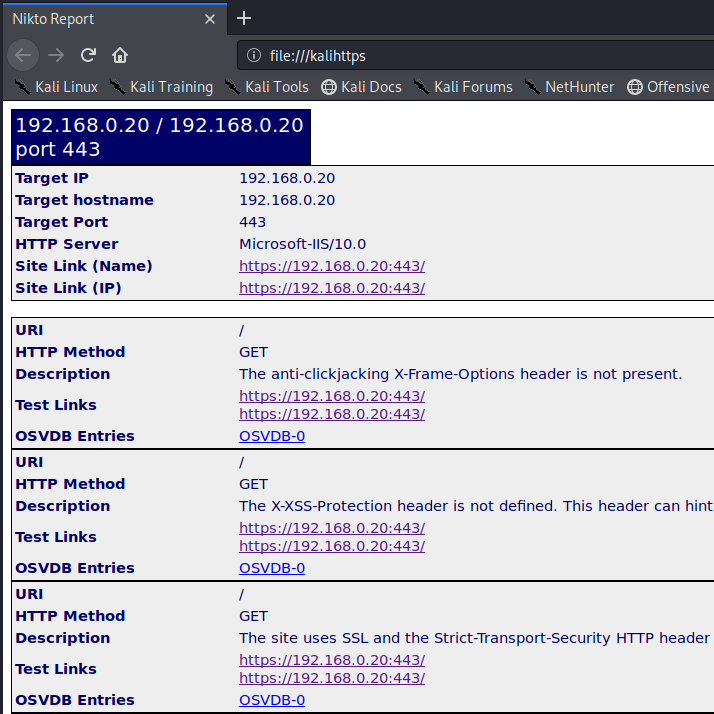 Nikto Report
file:///kalihttps
Kali Linux Kali Training Kali Tools Kali Docs Kali Forums NetHunter Offensive
192.168.0.20 / 192.168.0.20
port 443
Target IP 192.168.0.20
Target hostname 192.168.0.20
Target Port 443
HTTP Server Microsoft-IIS/10.0
Site Link (Name) https://192.168.0.20:443/
Site Link (IP) https://192.168.0.20:443/
URI /
HTTP Method GET
Description The anti-clickjacking X-Frame-Options header is not present.
Test Links https://192.168.0.20:443/
https://192.168.0.20:443/
OSVDB Entries OSVDB-0
URI /
HTTP Method GET
Description The X-XSS-Protection header is not defined. This header can hint
Test Links https://192.168.0.20:443/
https://192.168.0.20:443/
OSVDB Entries OSVDB-0
URI /
HTTP Method GET
Description The site uses SSL and the Strict-Transport-Security HTTP header
Test Links https://192.168.0.20:443/
https://192.168.0.20:443/
OSVDB Entries OSVDB-0